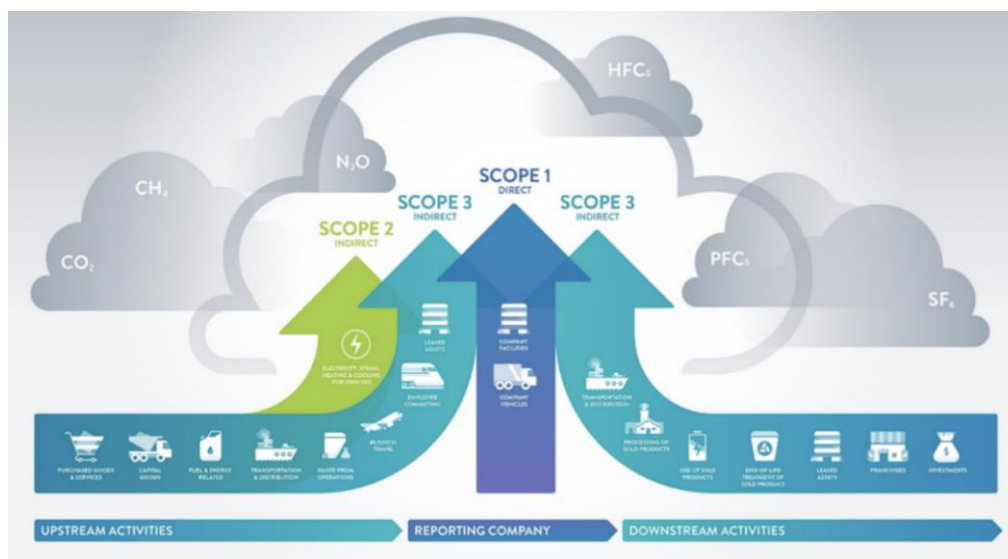 HFCs
N₂O
CH₄
CO₂
PFCs
SF₆
SCOPE 1
DIRECT
SCOPE 3
INDIRECT
SCOPE 3
INDIRECT
SCOPE 2
INDIRECT
COMPANY
FACILITIES
LEASED
ASSETS
ELECTRICITY, STEAM,
HEATING & COOLING
FOR OWN USE
EMPLOYEE
COMMUTING
COMPANY
VEHICLES
TRANSPORTATION
& DISTRIBUTION
BUSINESS
TRAVEL
PROCESSING OF
SOLD PRODUCTS
PURCHASED GOODS
& SERVICES
CAPITAL
GOODS
FUEL & ENERGY
RELATED
TRANSPORTATION
& DISTRIBUTION
WASTE FROM
OPERATIONS
USE OF SOLD
PRODUCTS
END-OF-LIFE
TREATMENT OF
SOLD PRODUCT
LEASED
ASSETS
FRANCHISES
INVESTMENTS
UPSTREAM ACTIVITIES
REPORTING COMPANY
DOWNSTREAM ACTIVITIES